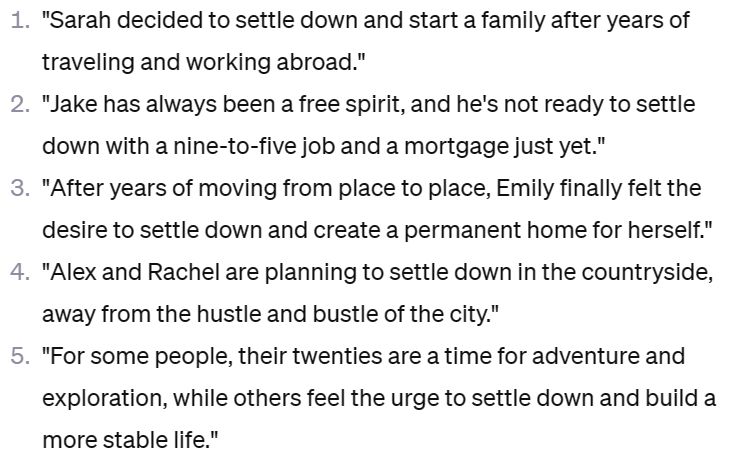 1. "Sarah decided to settle down and start a family after years of
traveling and working abroad."
2. "Jake has always been a free spirit, and he's not ready to settle
down with a nine-to-five job and a mortgage just yet."
3. "After years of moving from place to place, Emily finally felt the
desire to settle down and create a permanent home for herself."
4. "Alex and Rachel are planning to settle down in the countryside,
away from the hustle and bustle of the city."
5. "For some people, their twenties are a time for adventure and
exploration, while others feel the urge to settle down and build a
more stable life."